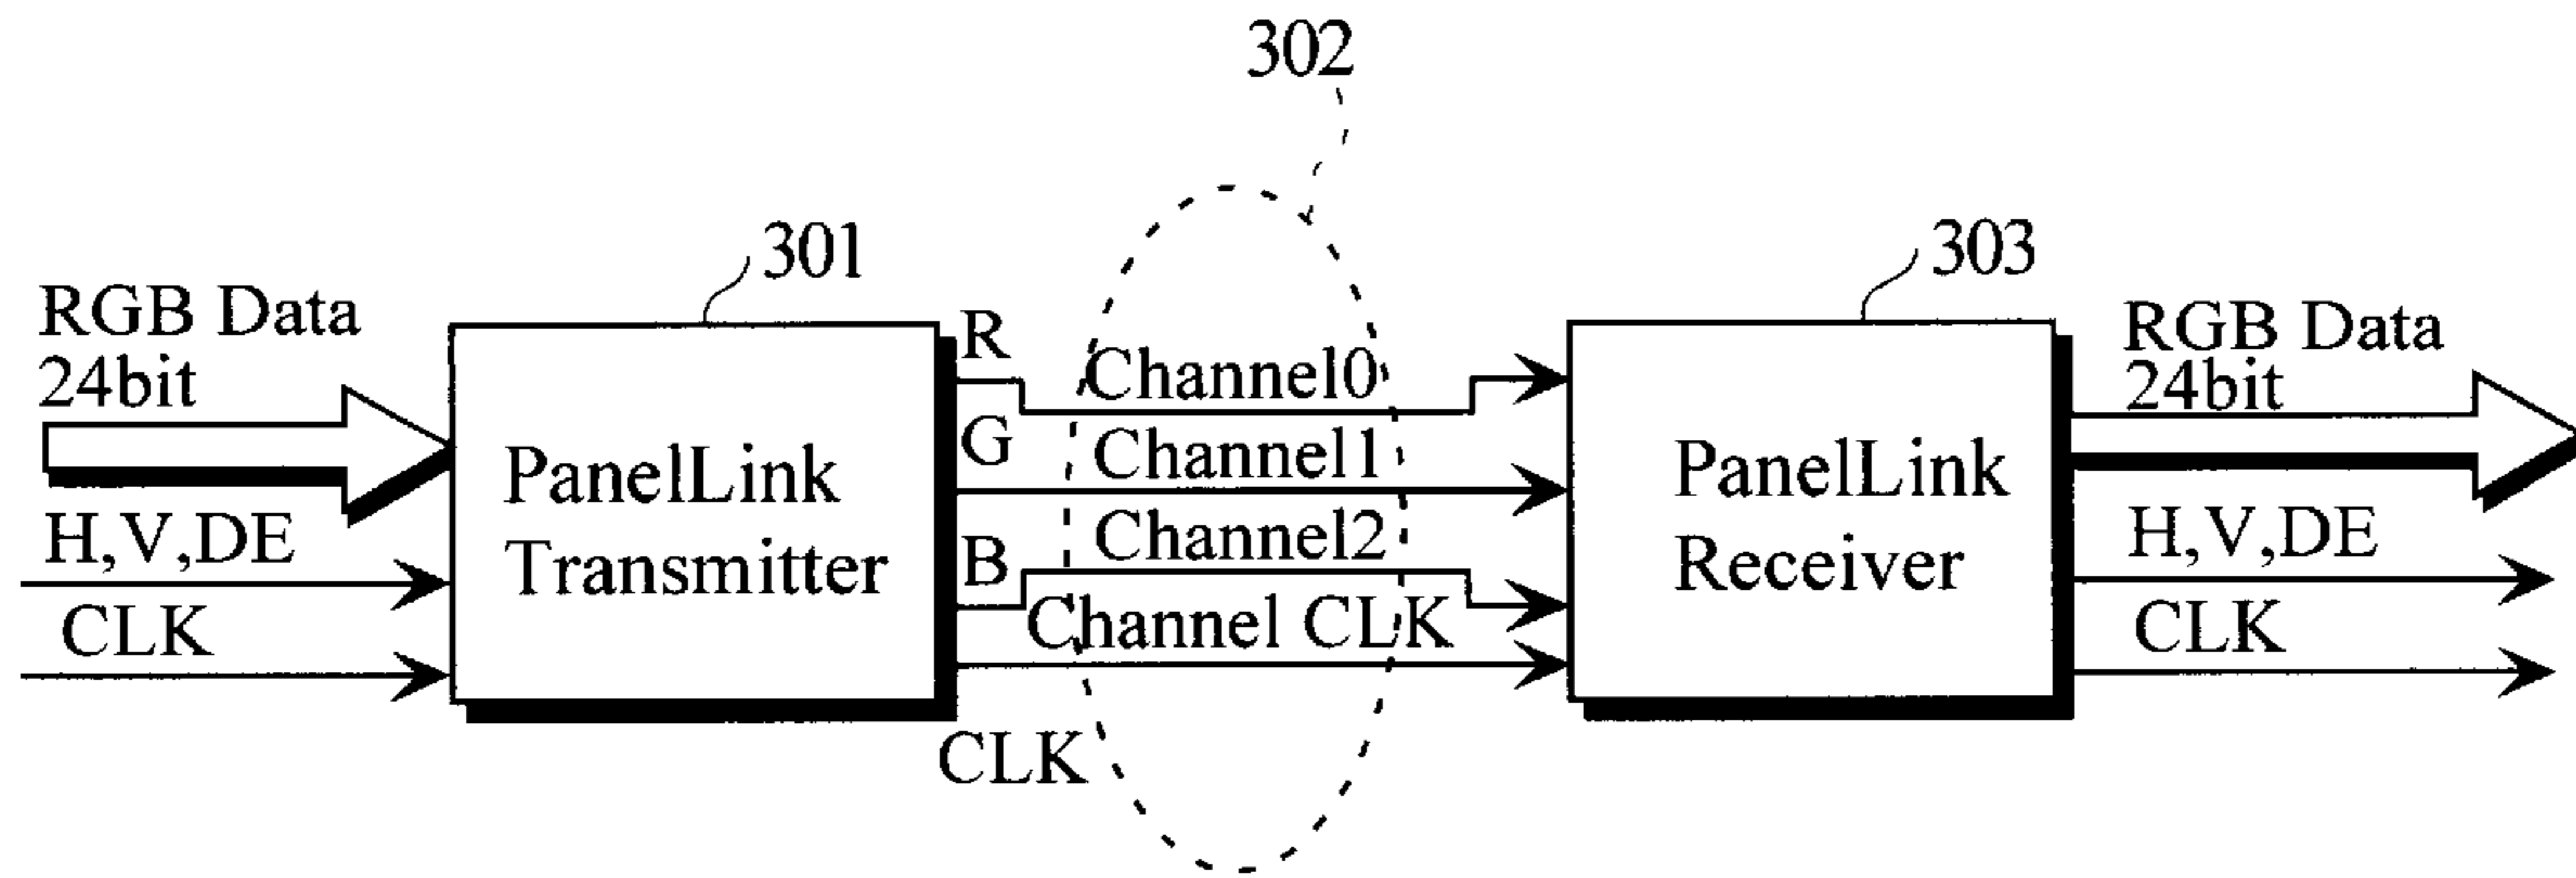 302
301
303
RGB Data
24bit
H,V,DE
CLK
PanelLink
Transmitter
R
G
B
CLK
Channel0
Channel1
Channel2
Channel CLK
PanelLink
Receiver
RGB Data
24bit
H,V,DE
CLK